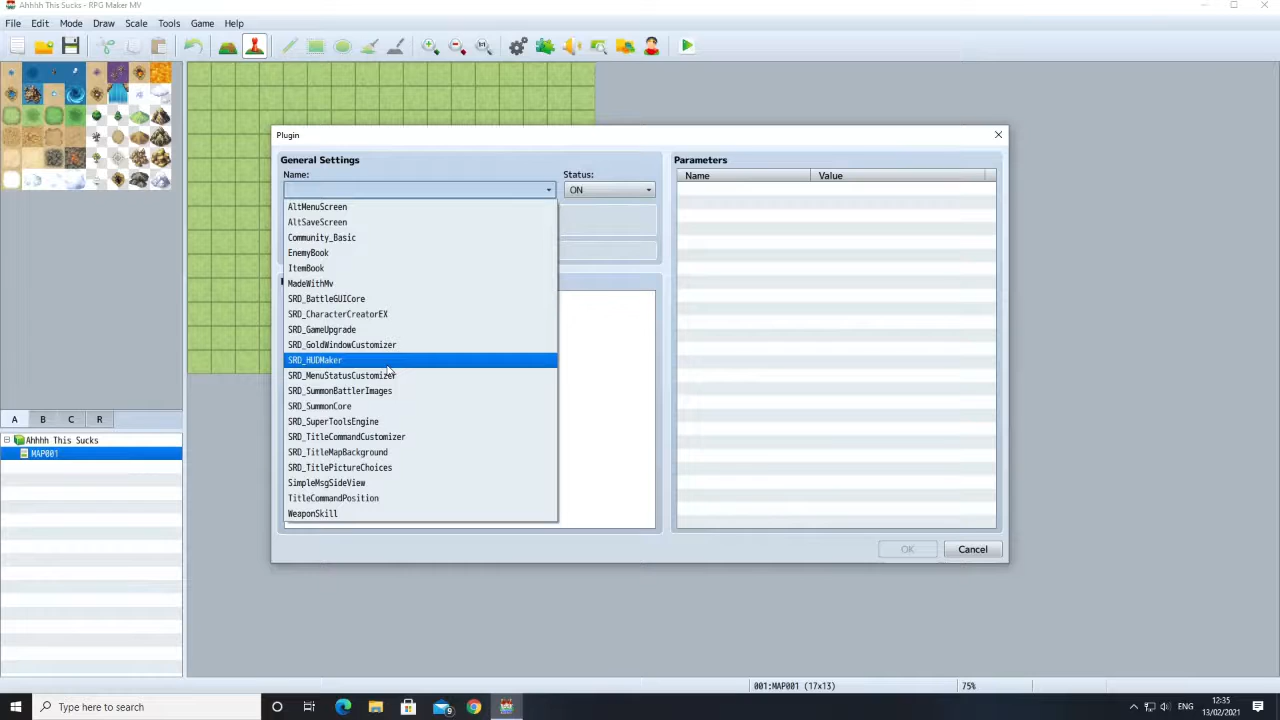 Ahhhh This Sucks - RPG Maker MV
File Edit Mode Draw Scale Tools Game Help
Plugin
General Settings
Name:
Status:
ON
AltMenuScreen
AltSaveScreen
Community_Basic
EnemyBook
ItemBook
MadeWithMv
SRD_BattleGUICore
SRD_CharacterCreatorEX
SRD_GameUpgrade
SRD_GoldWindowCustomizer
SRD_HUDMaker
SRD_MenuStatusCustomizer
SRD_SummonBattlerImages
SRD_SummonCore
SRD_SuperToolsEngine
SRD_TitleCommandCustomizer
SRD_TitleMapBackground
SRD_TitlePictureChoices
SimpleMsgSideView
TitleCommandPosition
WeaponSkill
Parameters
Name Value
OK Cancel
A B C R
Ahhhh This Sucks
MAP001
001:MAP001 (17x13) 75%
Type here to search
9
ENG
12:35
13/02/2021